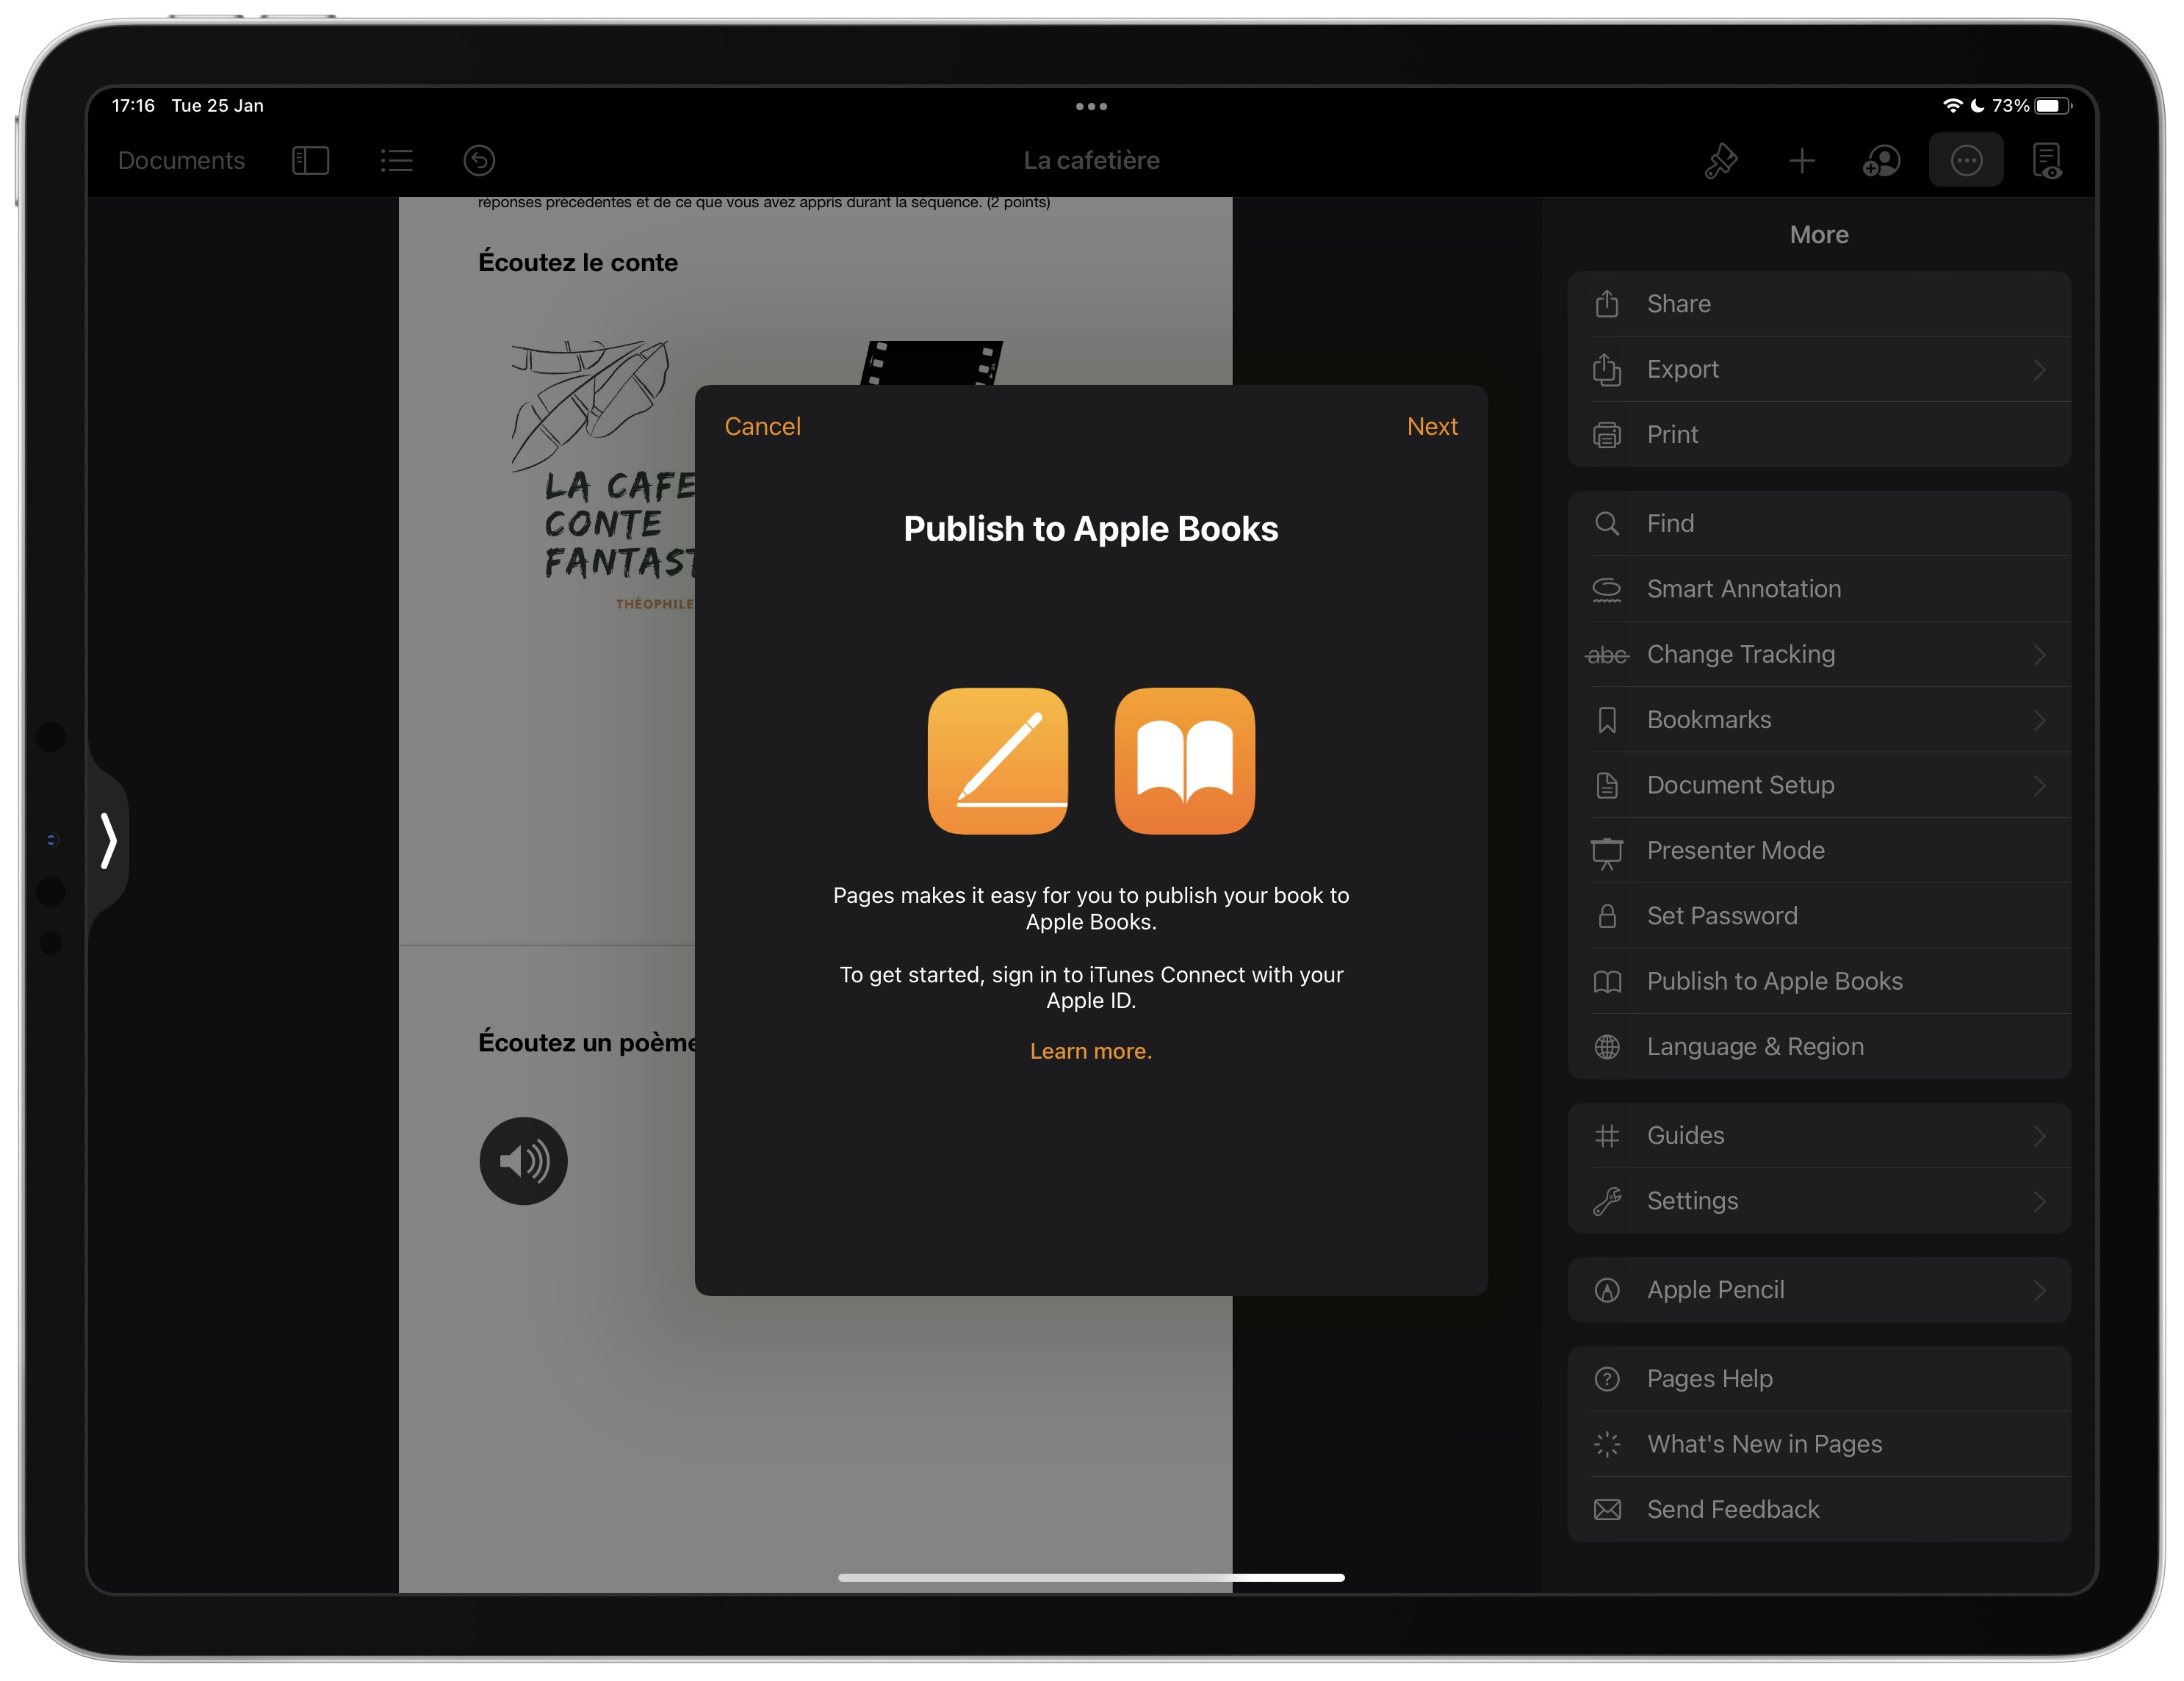 17:16 Tue 25 Jan
73%
Documents
La cafetière
réponses précédentes et de ce que vous avez appris durant la séquence. (2 points)
Écoutez le conte
LA CAFE
CONTE
FANTAST
THÉOPHILE
Écoutez un poème
Cancel
Next
Publish to Apple Books
Pages makes it easy for you to publish your book to
Apple Books.
To get started, sign in to iTunes Connect with your
Apple ID.
Learn more.
More
Share
Export
Print
Find
Smart Annotation
abc Change Tracking
Bookmarks
Document Setup
Presenter Mode
Set Password
Publish to Apple Books
Language & Region
Guides
Settings
Apple Pencil
Pages Help
What's New in Pages
Send Feedback